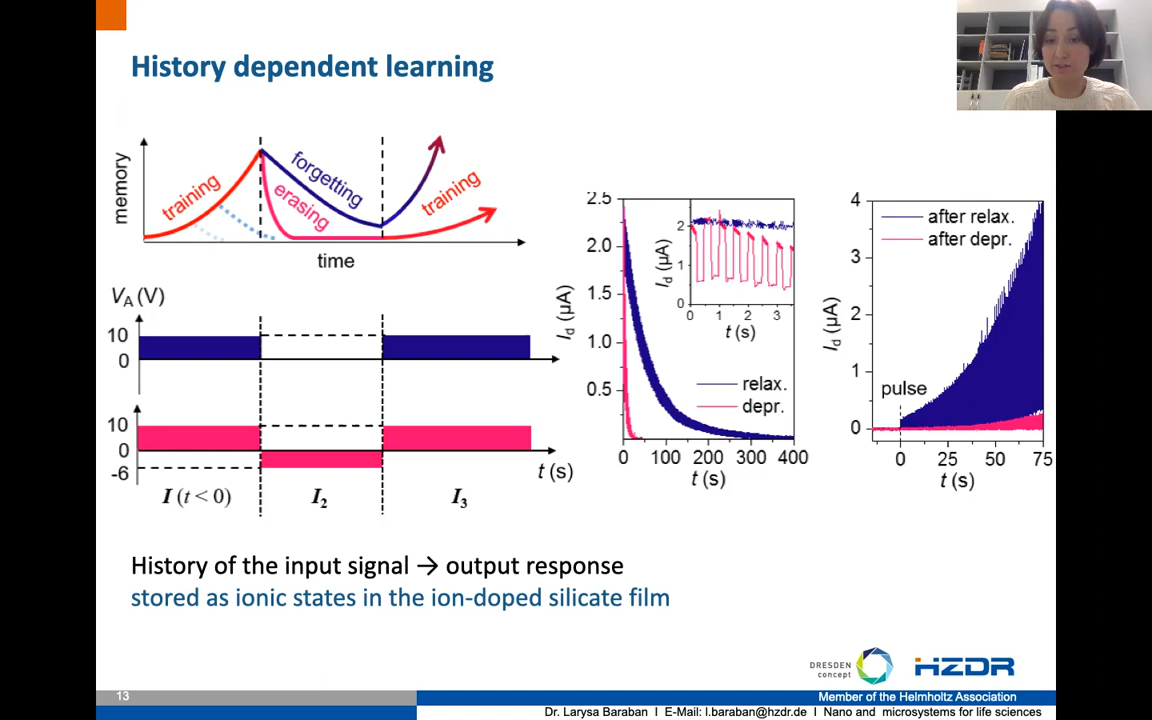 History dependent learning
memory
training
forgetting
erasing
training
time
V_A (V)
10
0
10
0
-6
t (s)
I (t < 0)
I₂
I₃
2.5
2.0
1.5
1.0
0.5
I_d (µA)
0 100 200 300 400
t (s)
relax.
depr.
2
1
0
I_d (µA)
0 1 2 3
t (s)
4
3
2
1
0
I_d (µA)
after relax.
after depr.
pulse
0 25 50 75
t (s)
History of the input signal → output response
stored as ionic states in the ion-doped silicate film
DRESDEN
concept
HZDR
13
Member of the Helmholtz Association
Dr. Larysa Baraban I E-Mail: l.baraban@hzdr.de I Nano and microsystems for life sciences